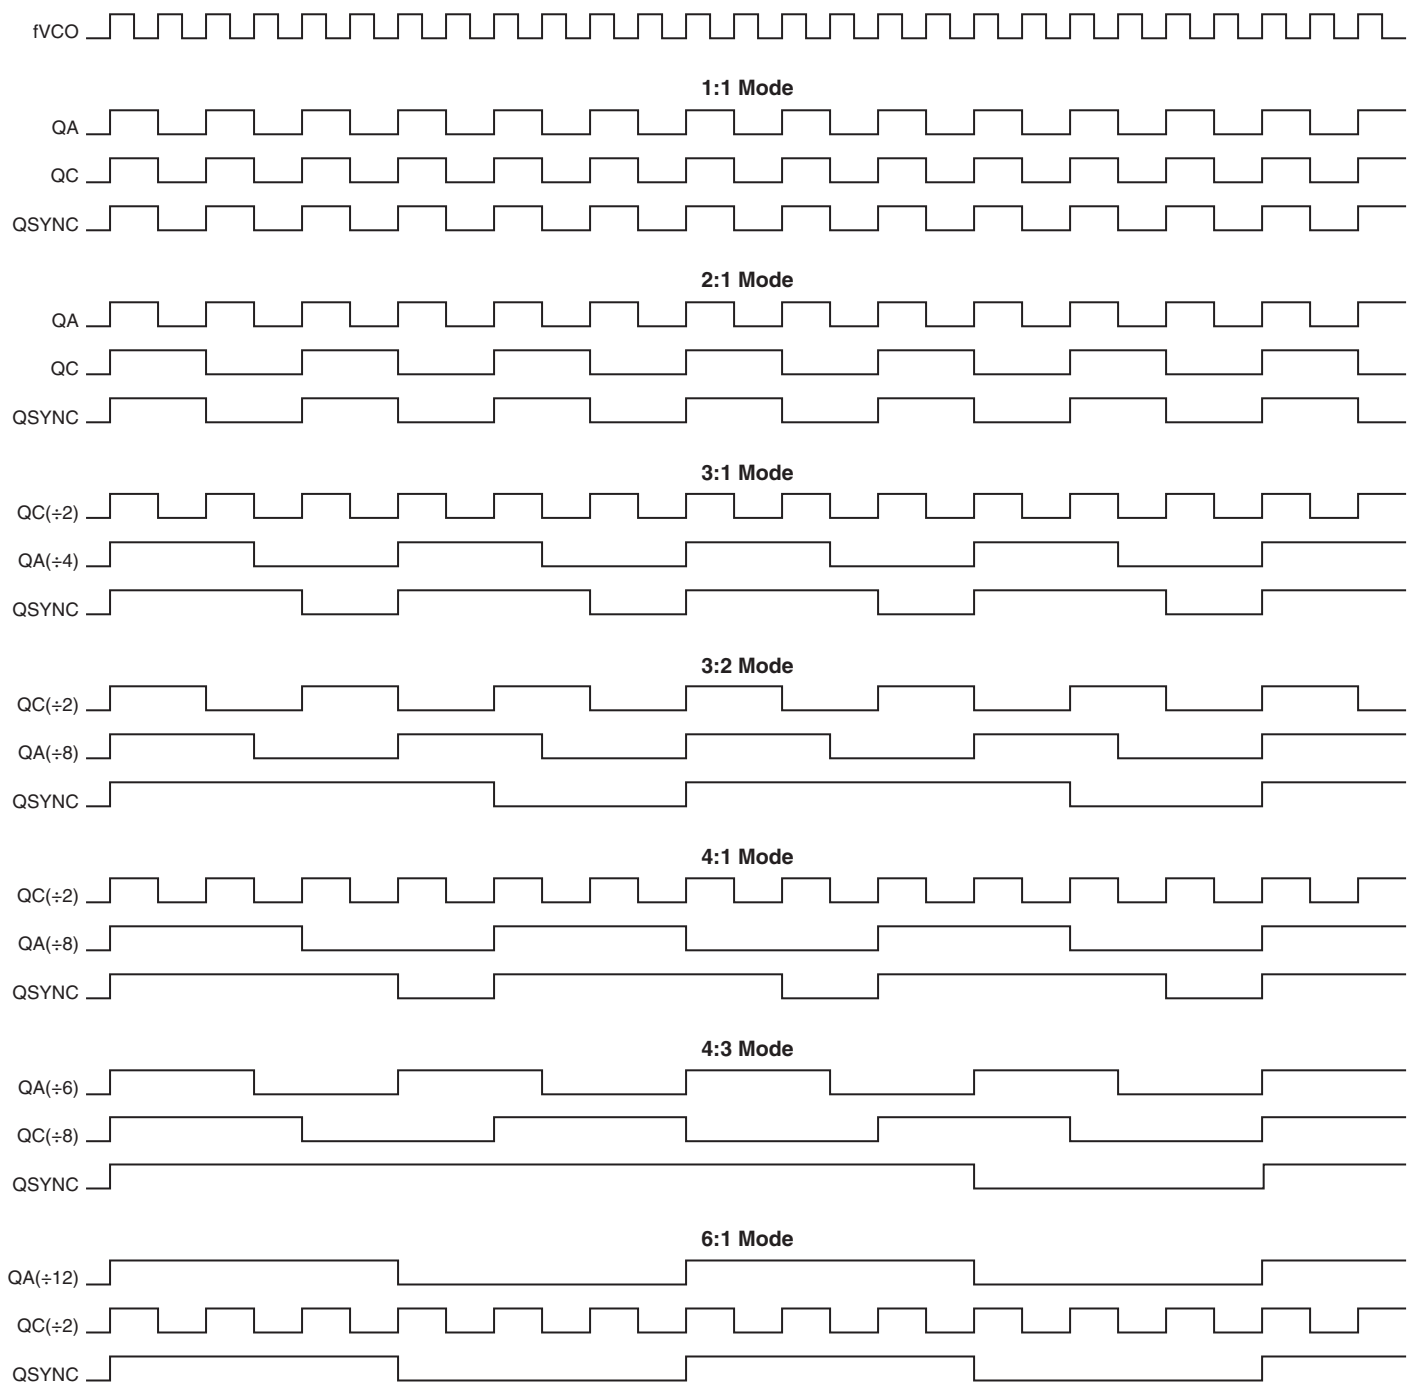 fVCO
1:1 Mode
QA
QC
QSYNC
2:1 Mode
QA
QC
QSYNC
3:1 Mode
QC(÷2)
QA(÷4)
QSYNC
3:2 Mode
QC(÷2)
QA(÷8)
QSYNC
4:1 Mode
QC(÷2)
QA(÷8)
QSYNC
4:3 Mode
QA(÷6)
QC(÷8)
QSYNC
6:1 Mode
QA(÷12)
QC(÷2)
QSYNC